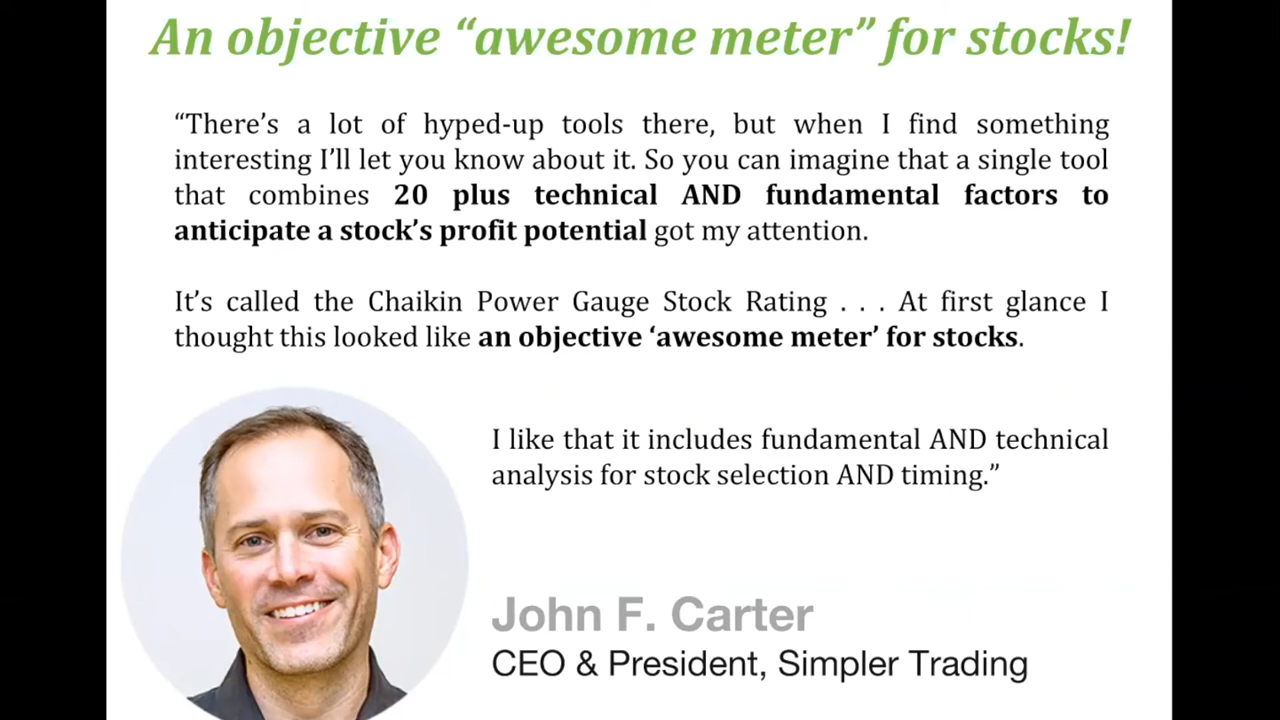 An objective “awesome meter” for stocks!
“There’s a lot of hyped-up tools there, but when I find something
interesting I’ll let you know about it. So you can imagine that a single tool
that combines 20 plus technical AND fundamental factors to
anticipate a stock’s profit potential got my attention.
It’s called the Chaikin Power Gauge Stock Rating . . . At first glance I
thought this looked like an objective ‘awesome meter’ for stocks.
I like that it includes fundamental AND technical
analysis for stock selection AND timing.”
John F. Carter
CEO & President, Simpler Trading